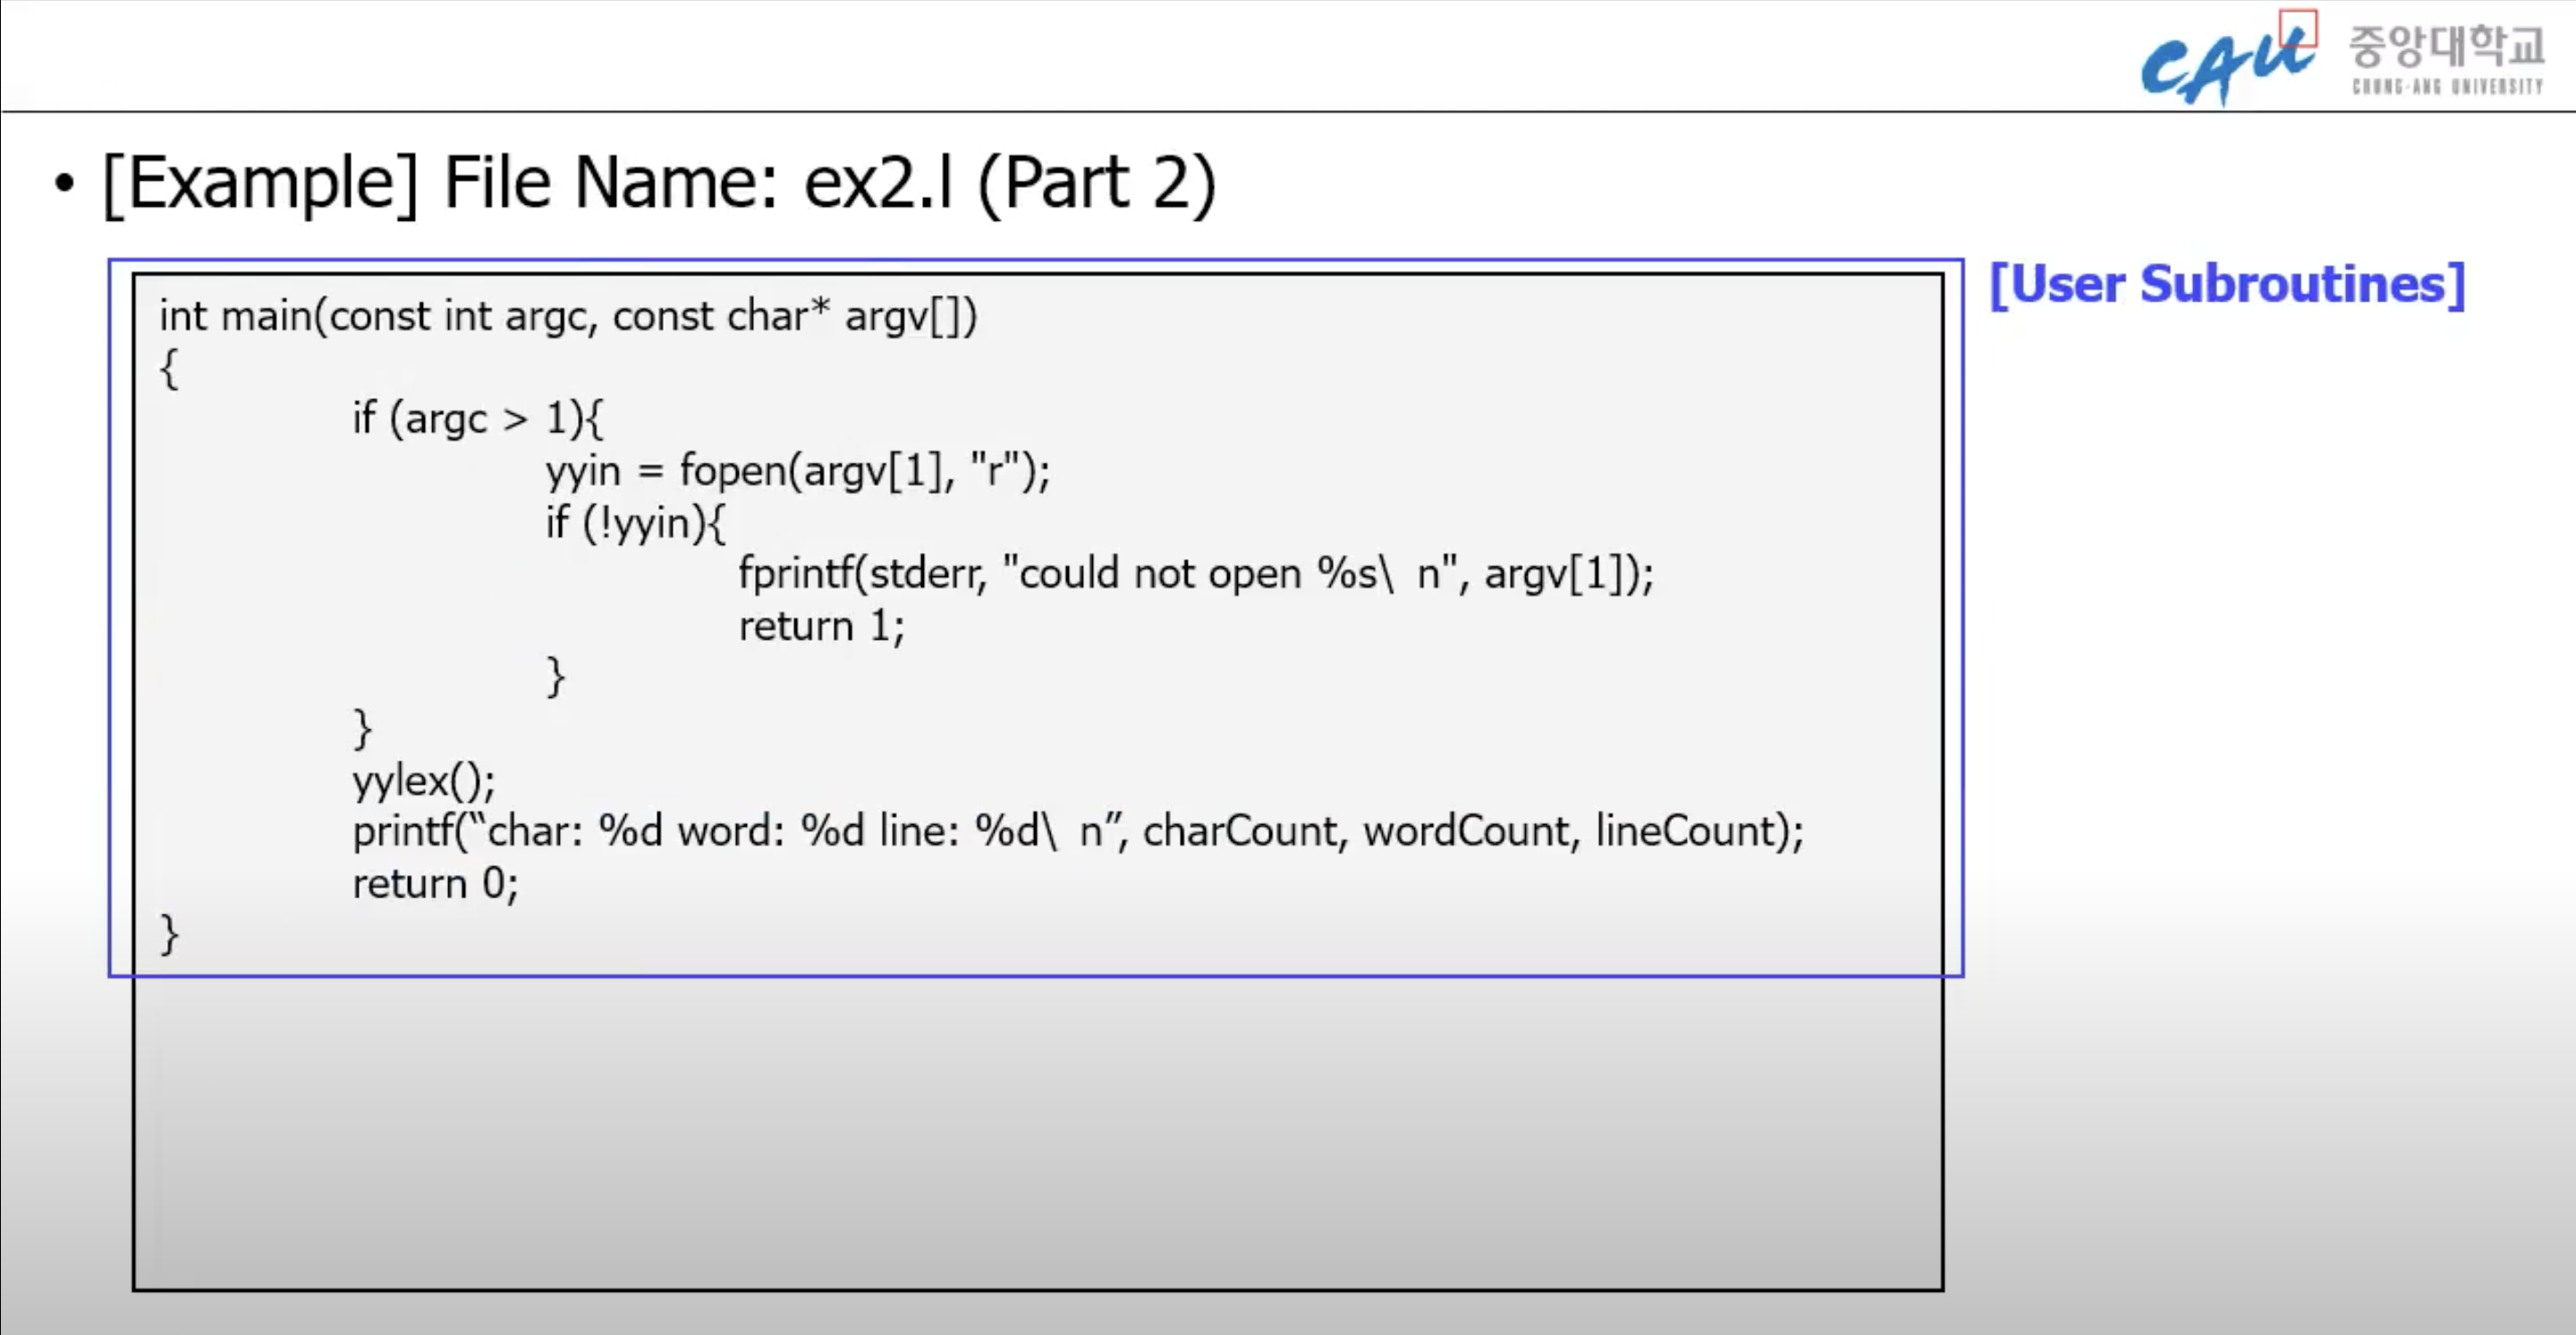 CAU 중앙대학교
CHUNG-ANG UNIVERSITY
• [Example] File Name: ex2.l (Part 2)
[User Subroutines]
int main(const int argc, const char* argv[])
{
if (argc > 1){
yyin = fopen(argv[1], "r");
if (!yyin){
fprintf(stderr, "could not open %s\ n", argv[1]);
return 1;
}
}
yylex();
printf(“char: %d word: %d line: %d\ n”, charCount, wordCount, lineCount);
return 0;
}